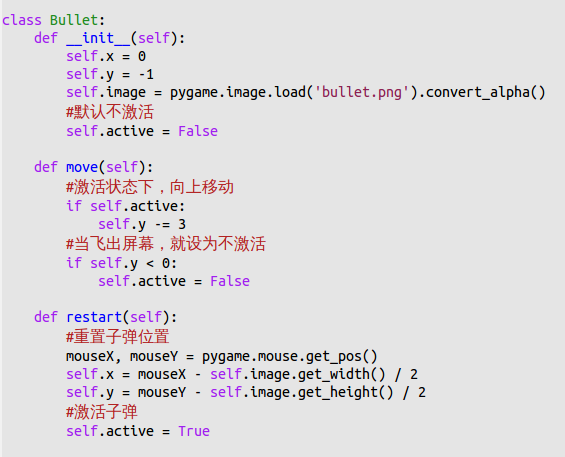 class Bullet:
    def __init__(self):
        self.x = 0
        self.y = -1
        self.image = pygame.image.load('bullet.png').convert_alpha()
        #默认不激活
        self.active = False

    def move(self):
        #激活状态下，向上移动
        if self.active:
            self.y -= 3
        #当飞出屏幕，就设为不激活
        if self.y < 0:
            self.active = False

    def restart(self):
        #重置子弹位置
        mouseX, mouseY = pygame.mouse.get_pos()
        self.x = mouseX - self.image.get_width() / 2
        self.y = mouseY - self.image.get_height() / 2
        #激活子弹
        self.active = True